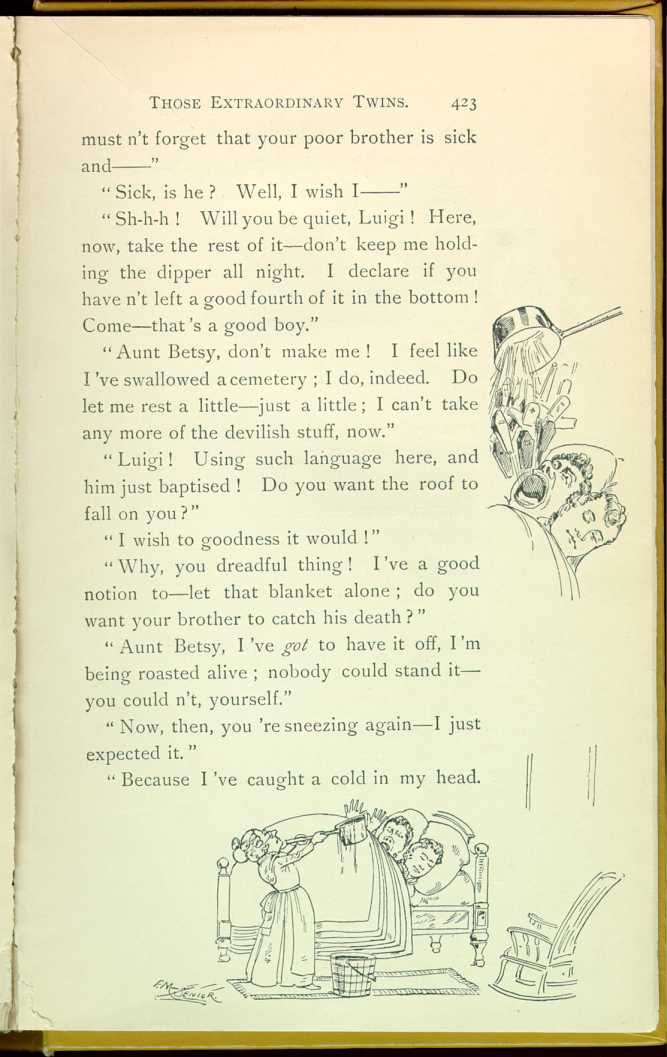 THOSE EXTRAORDINARY TWINS. 423
must n't forget that your poor brother is sick
and——"
"Sick, is he? Well, I wish I——"
"Sh-h-h! Will you be quiet, Luigi! Here,
now, take the rest of it—don't keep me hold-
ing the dipper all night. I declare if you
have n't left a good fourth of it in the bottom!
Come—that 's a good boy."
"Aunt Betsy, don't make me! I feel like
I 've swallowed a cemetery; I do, indeed. Do
let me rest a little—just a little; I can't take
any more of the devilish stuff, now."
"Luigi! Using such language here, and
him just baptised! Do you want the roof to
fall on you?"
"I wish to goodness it would!"
"Why, you dreadful thing! I 've a good
notion to—let that blanket alone; do you
want your brother to catch his death?"
"Aunt Betsy, I 've got to have it off, I 'm
being roasted alive; nobody could stand it—
you could n't, yourself."
"Now, then, you 're sneezing again—I just
expected it."
"Because I 've caught a cold in my head.
F.M. SENIOR